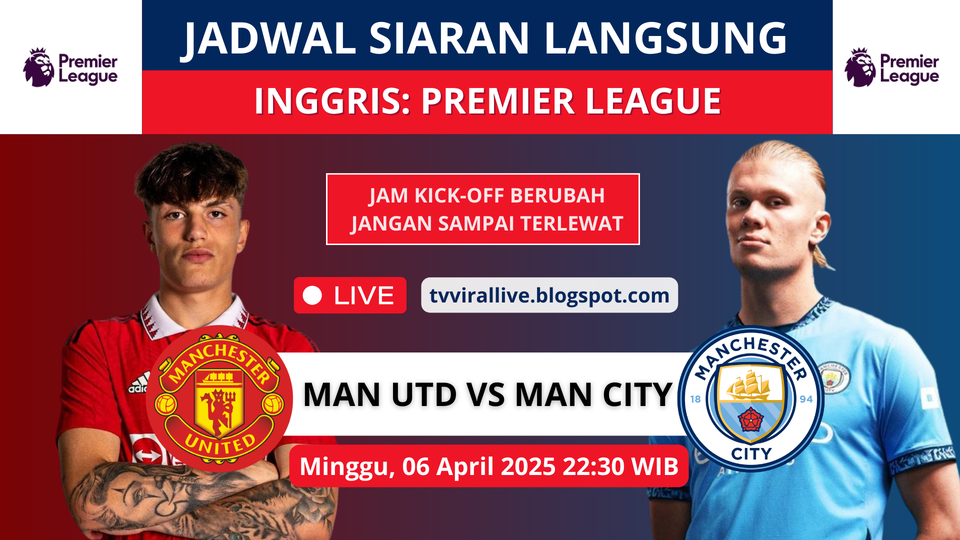 JADWAL SIARAN LANGSUNG
Premier
League
Premier
League
INGGRIS: PREMIER LEAGUE
JAM KICK-OFF BERUBAH
JANGAN SAMPAI TERLEWAT
LIVE
tvvirallive.blogspot.com
adidas
MANCHESTER
UNITED
MAN UTD VS MAN CITY
MANCHESTER
18 94
CITY
Minggu, 06 April 2025 22:30 WIB